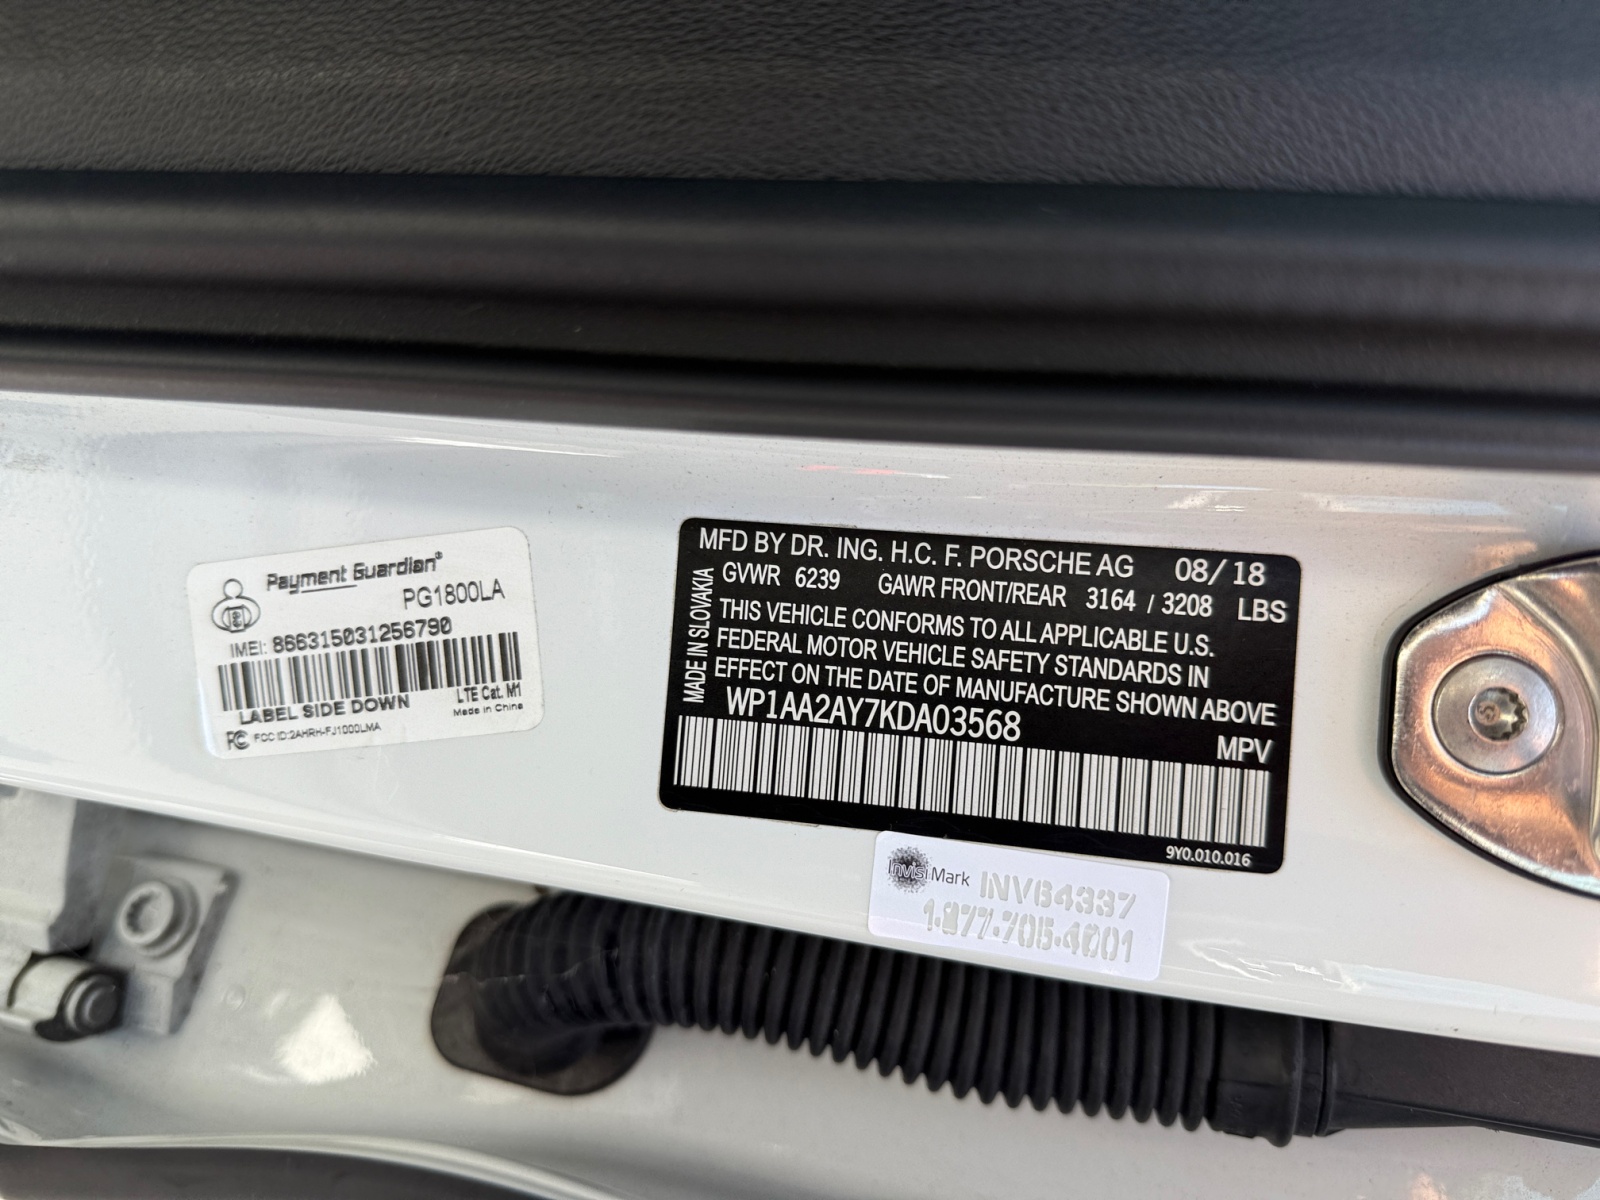 Payment Guardian®
PG1800LA
IMEI: 866315031256790
LABEL SIDE DOWN
LTE Cat. M1
Made in China
FC FCC ID:2AHRH-FJ1000LMA
MFD BY DR. ING. H.C. F. PORSCHE AG 08/18
GVWR 6239 GAWR FRONT/REAR 3164 / 3208 LBS
MADE IN SLOVAKIA
THIS VEHICLE CONFORMS TO ALL APPLICABLE U.S.
FEDERAL MOTOR VEHICLE SAFETY STANDARDS IN
EFFECT ON THE DATE OF MANUFACTURE SHOWN ABOVE
WP1AA2AY7KDA03568
MPV
9Y0.010.016
InvisiMark INV64337
1.877.705.4001